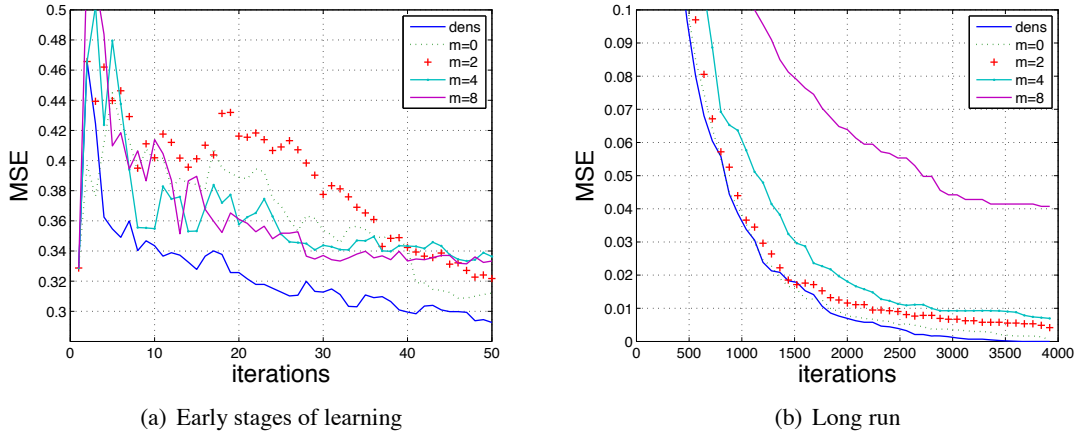 0.5
0.48
0.46
0.44
0.42
0.4
0.38
0.36
0.34
0.32
0.3
MSE
0 10 20 30 40 50
iterations
dens
m=0
m=2
m=4
m=8
(a) Early stages of learning
0.1
0.09
0.08
0.07
0.06
0.05
0.04
0.03
0.02
0.01
0
MSE
0 500 1000 1500 2000 2500 3000 3500 4000
iterations
dens
m=0
m=2
m=4
m=8
(b) Long run